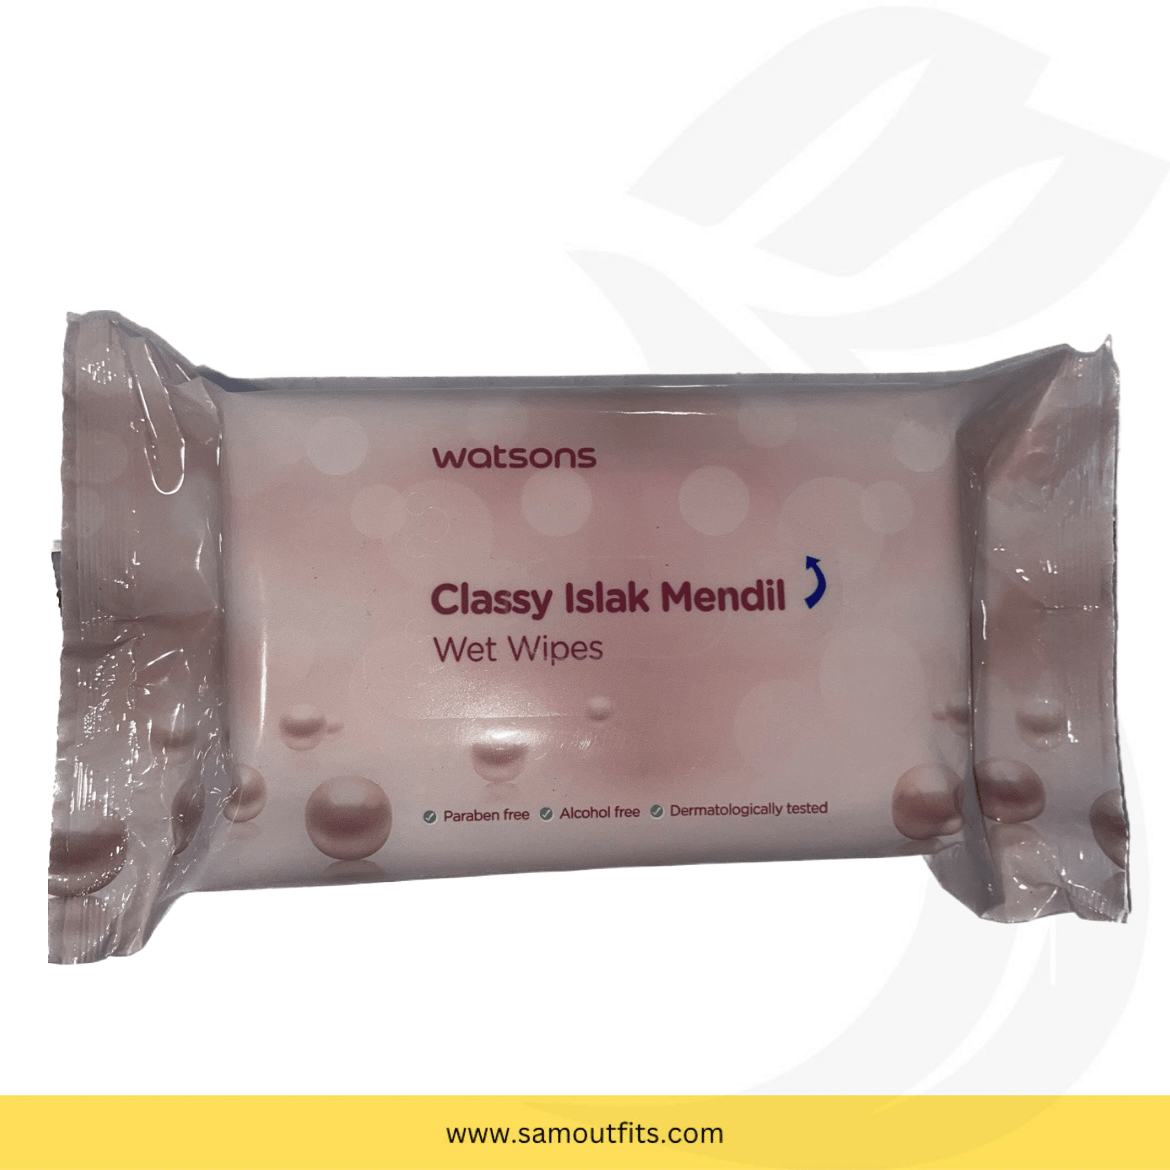 watsons
Classy Islak Mendil
Wet Wipes
Paraben free Alcohol free Dermatologically tested
www.samoutfits.com